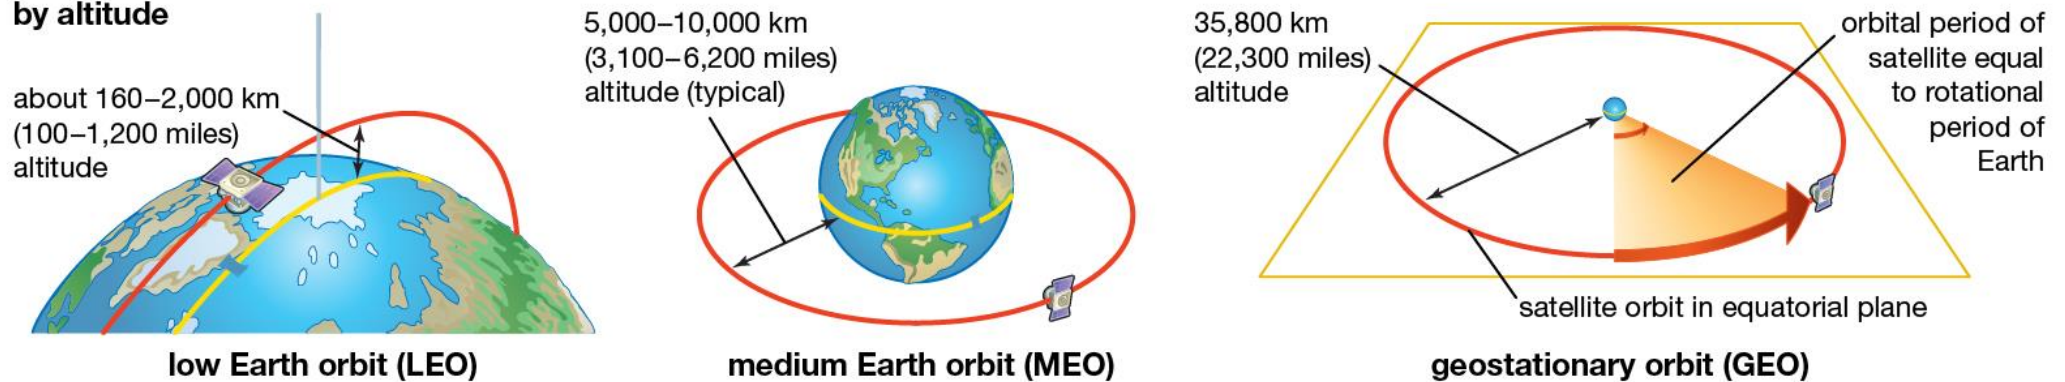 by altitude
about 160–2,000 km
(100–1,200 miles)
altitude
low Earth orbit (LEO)
5,000–10,000 km
(3,100–6,200 miles)
altitude (typical)
medium Earth orbit (MEO)
35,800 km
(22,300 miles)
altitude
orbital period of
satellite equal
to rotational
period of
Earth
satellite orbit in equatorial plane
geostationary orbit (GEO)